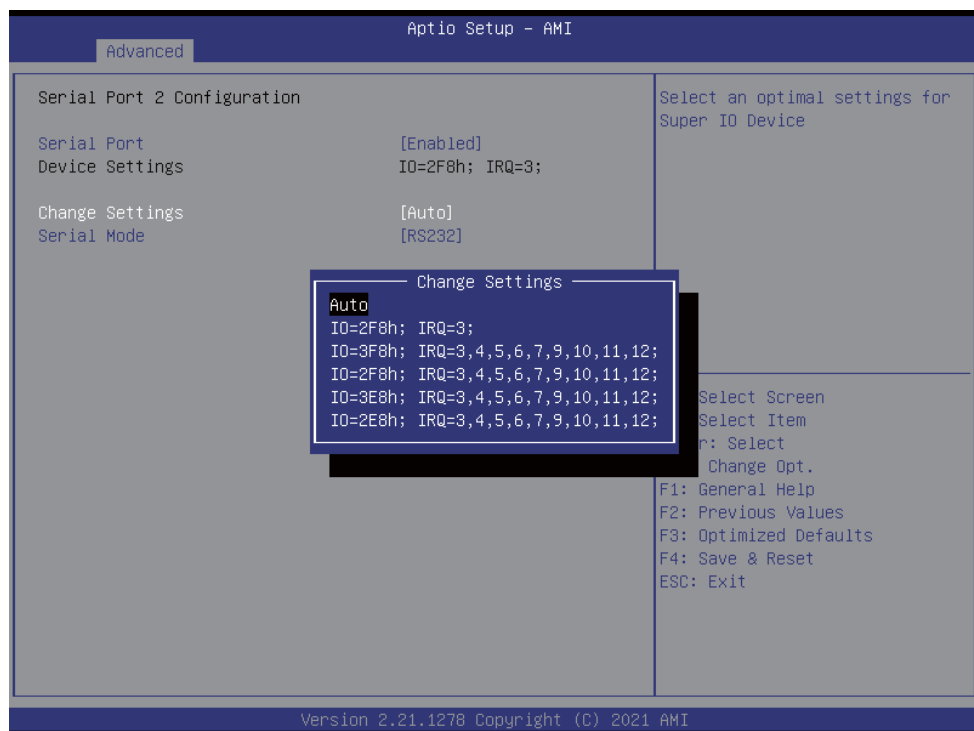 Aptio Setup – AMI
Advanced
Serial Port 2 Configuration
Serial Port [Enabled]
Device Settings IO=2F8h; IRQ=3;
Change Settings [Auto]
Serial Mode [RS232]
Select an optimal settings for
Super IO Device
Change Settings
Auto
IO=2F8h; IRQ=3;
IO=3F8h; IRQ=3,4,5,6,7,9,10,11,12;
IO=2F8h; IRQ=3,4,5,6,7,9,10,11,12;
IO=3E8h; IRQ=3,4,5,6,7,9,10,11,12;
IO=2E8h; IRQ=3,4,5,6,7,9,10,11,12;
Select Screen
Select Item
r: Select
Change Opt.
F1: General Help
F2: Previous Values
F3: Optimized Defaults
F4: Save & Reset
ESC: Exit
Version 2.21.1278 Copyright (C) 2021 AMI